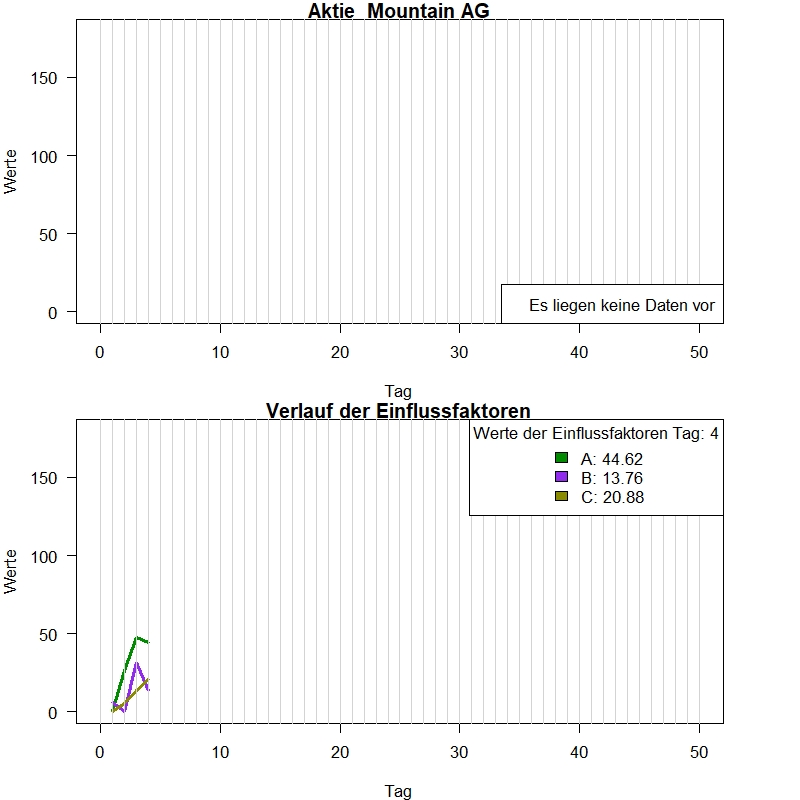 Aktie  Mountain AG
Werte
150
100
50
0
Es liegen keine Daten vor
0 10 20 30 40 50
Tag
Verlauf der Einflussfaktoren
Werte
150
100
50
0
Werte der Einflussfaktoren Tag: 4
A: 44.62
B: 13.76
C: 20.88
0 10 20 30 40 50
Tag